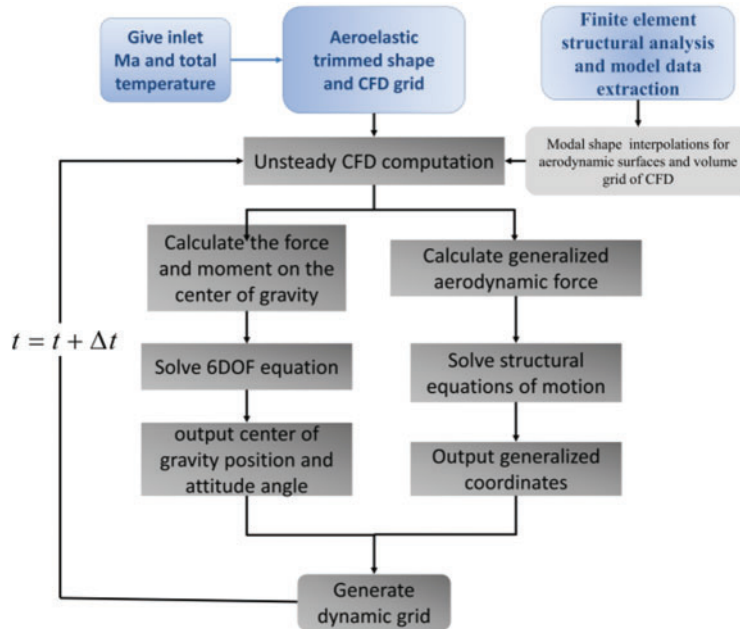 Give inlet
Ma and total
temperature
Aeroelastic
trimmed shape
and CFD grid
Finite element
structural analysis
and model data
extraction
Unsteady CFD computation
Modal shape interpolations for
aerodynamic surfaces and volume
grid of CFD
Calculate the force
and moment on the
center of gravity
Calculate generalized
aerodynamic force
t = t + Δt
Solve 6DOF equation
Solve structural
equations of motion
output center of
gravity position and
attitude angle
Output generalized
coordinates
Generate
dynamic grid